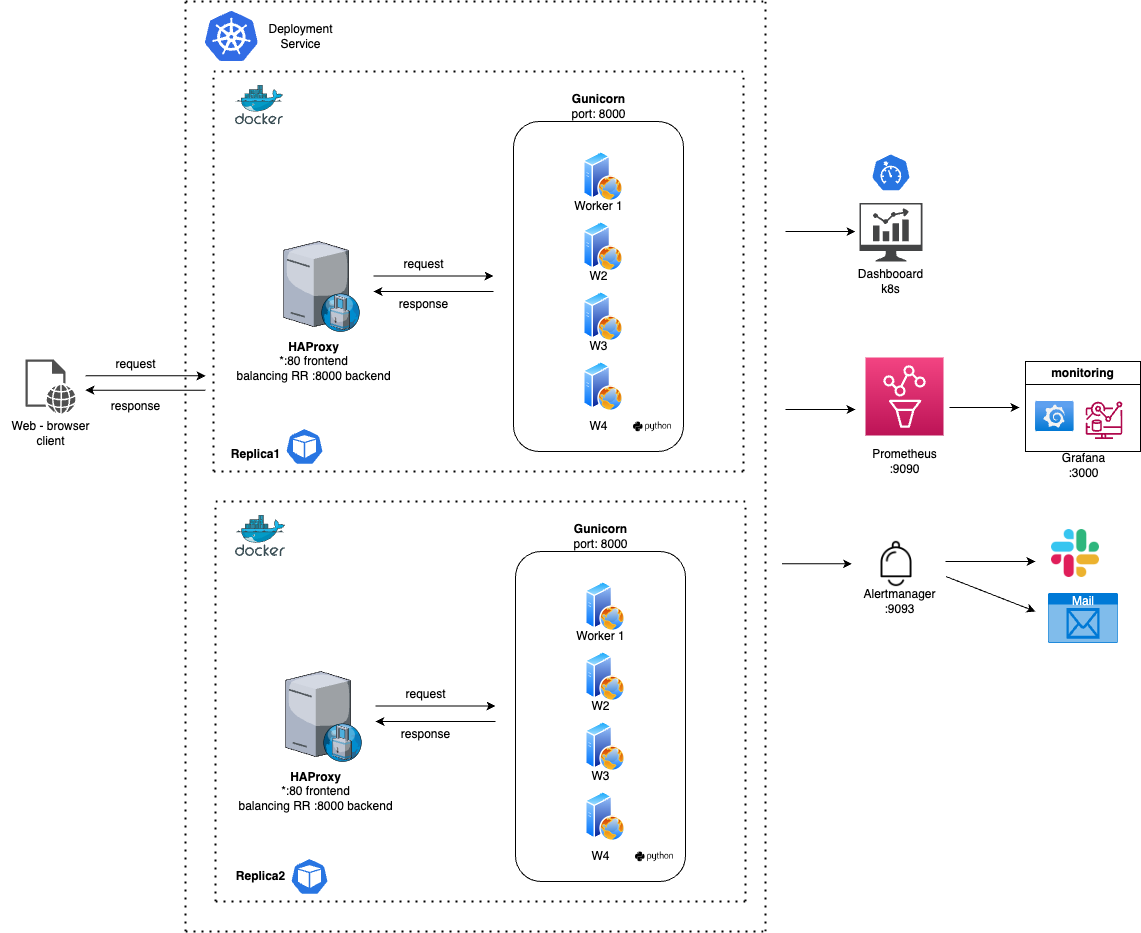 Deployment
Service
docker
Gunicorn
port: 8000
Worker 1
W2
W3
W4
python
request
response
HAProxy
*:80 frontend
balancing RR :8000 backend
Replica1
request
response
Web - browser
client
docker
Gunicorn
port: 8000
Worker 1
W2
W3
W4
python
request
response
HAProxy
*:80 frontend
balancing RR :8000 backend
Replica2
Dashbooard
k8s
Prometheus
:9090
monitoring
Grafana
:3000
Alertmanager
:9093
Mail